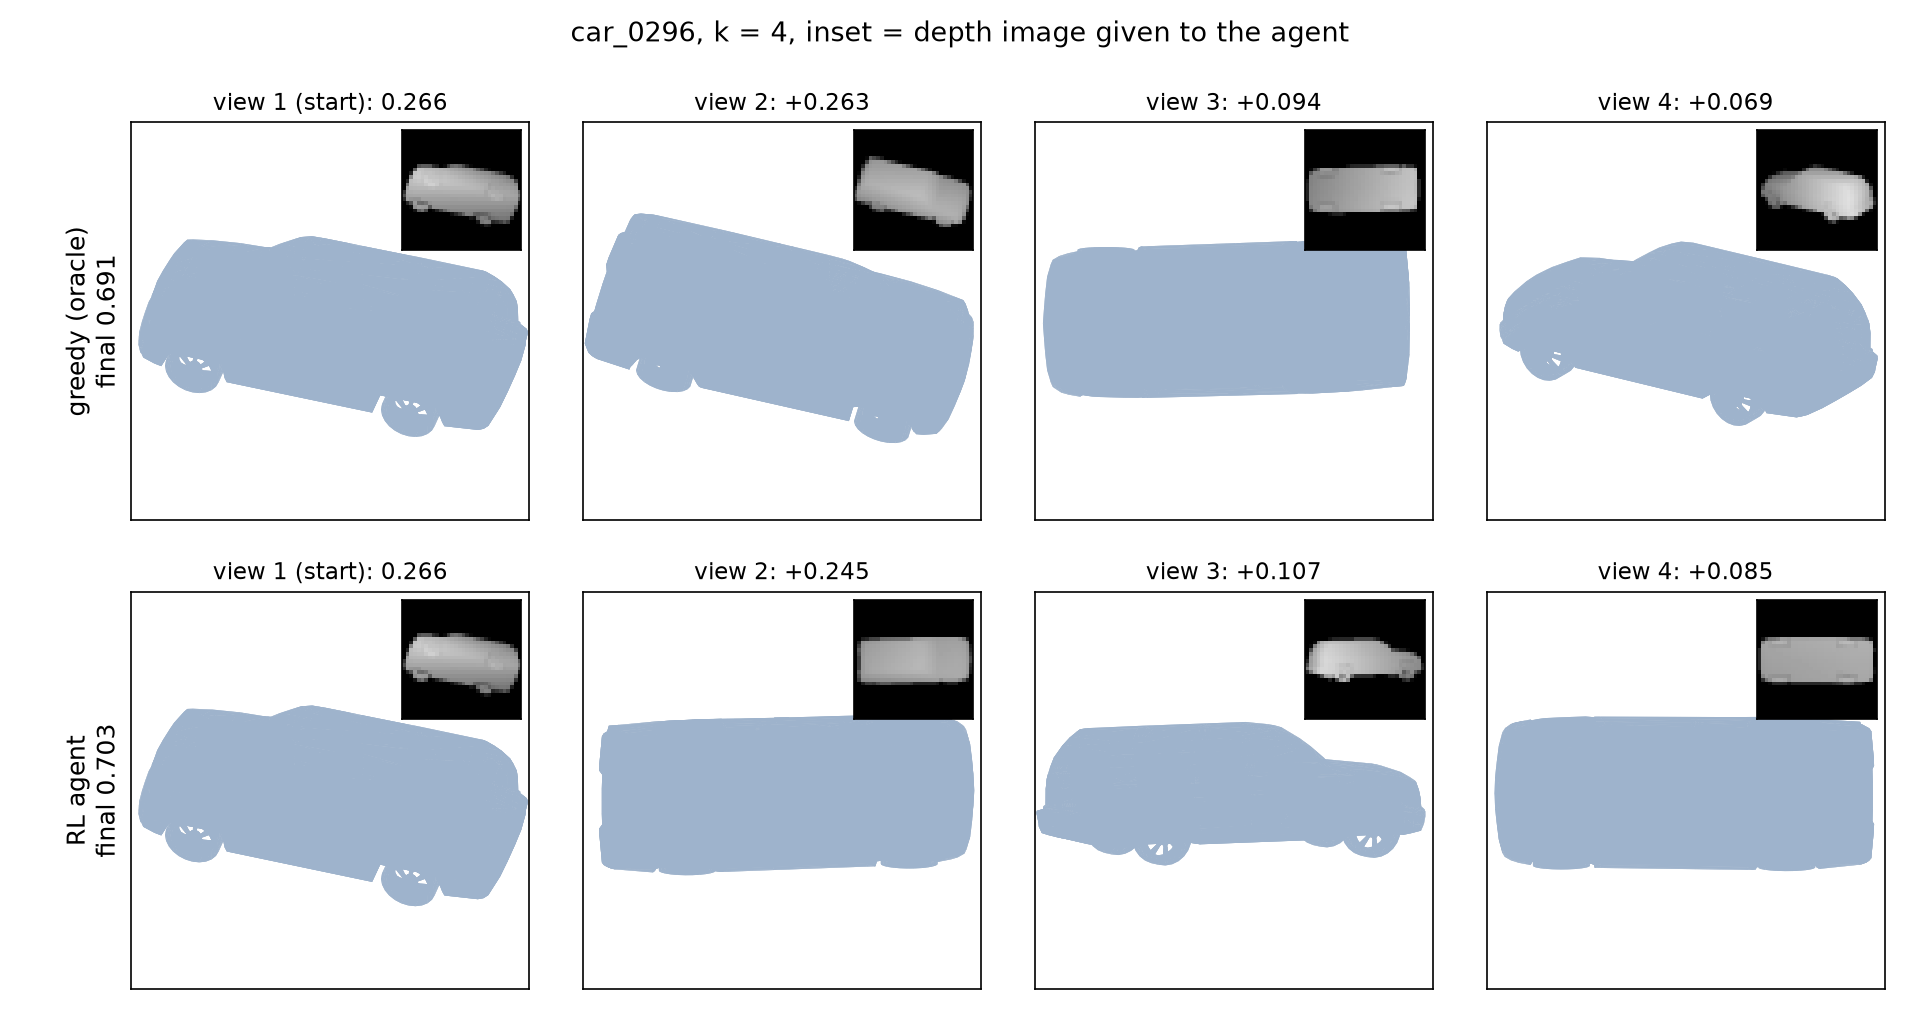 car_0296, k = 4, inset = depth image given to the agent
greedy (oracle)
final 0.691
view 1 (start): 0.266
view 2: +0.263
view 3: +0.094
view 4: +0.069
RL agent
final 0.703
view 1 (start): 0.266
view 2: +0.245
view 3: +0.107
view 4: +0.085